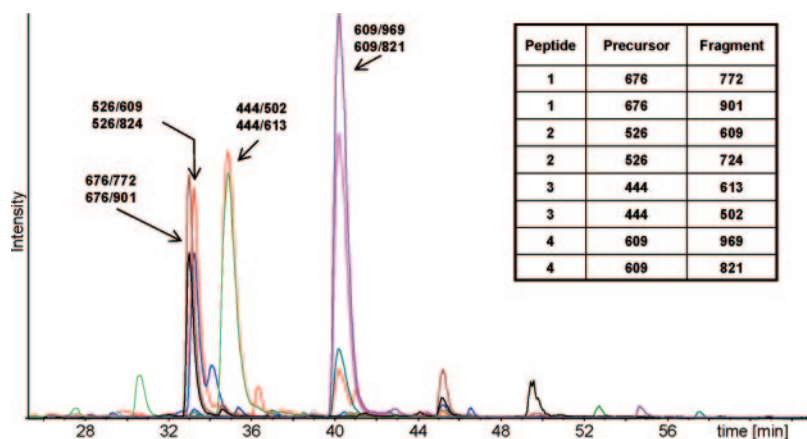 609/969
609/821
526/609
526/824
444/502
444/613
676/772
676/901
Intensity
28 32 36 40 44 48 52 56 time [min]
Peptide Precursor Fragment
1 676 772
1 676 901
2 526 609
2 526 724
3 444 613
3 444 502
4 609 969
4 609 821